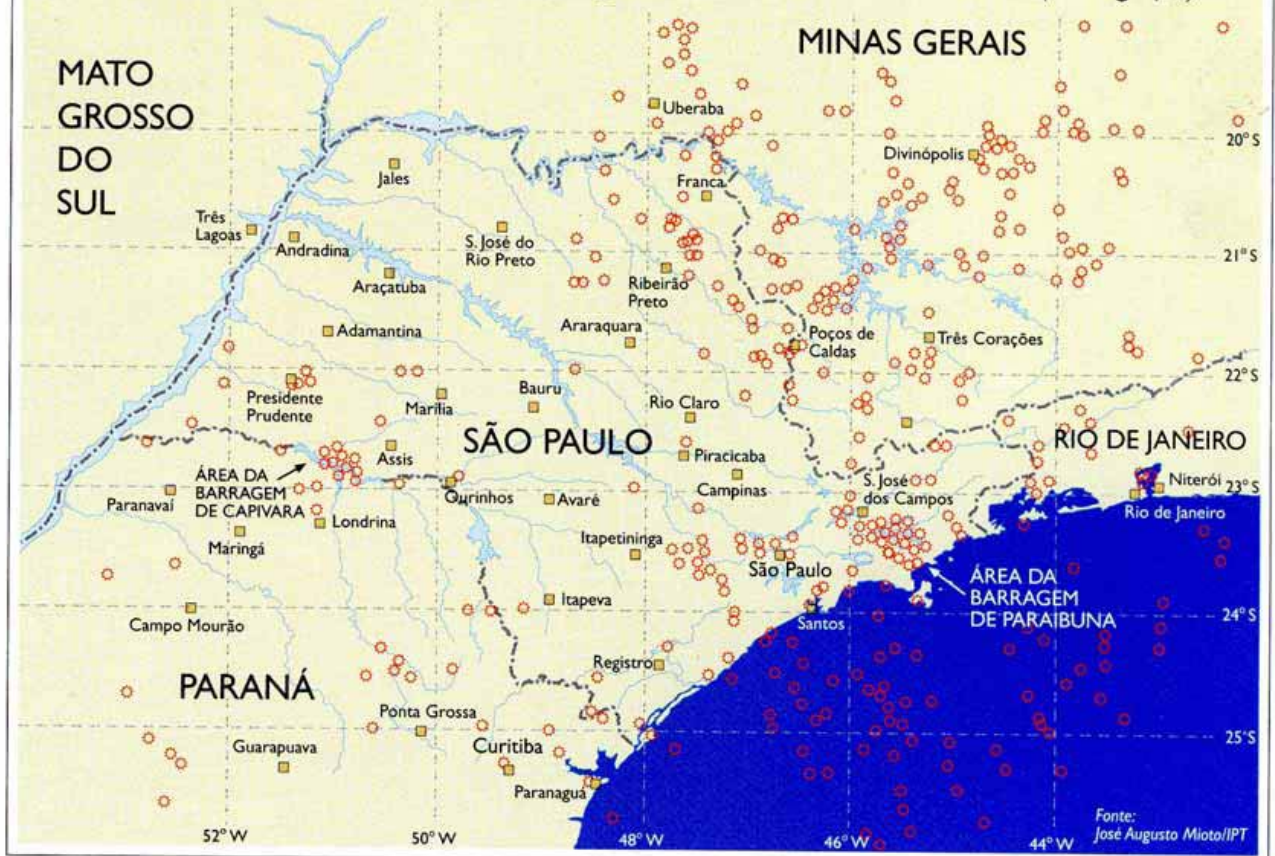 MINAS GERAIS
MATO
GROSSO
DO
SUL
Uberaba
20° S
Divinópolis
Jales
Franca
Três
Lagoas
Andradina
S. José do
Rio Preto
21° S
Araçatuba
Ribeirão
Preto
Adamantina
Araraquara
Poços de
Caldas
Três Corações
22° S
Presidente
Prudente
Marília
Bauru
Rio Claro
SÃO PAULO
RIO DE JANEIRO
Assis
Piracicaba
ÁREA DA
BARRAGEM
DE CAPIVARA
Campinas
S. José
dos Campos
Niterói
23° S
Paranavaí
Ourinhos
Avaré
Rio de Janeiro
Londrina
Maringá
Itapetininga
São Paulo
ÁREA DA
BARRAGEM
DE PARAIBUNA
Itapeva
24° S
Campo Mourão
Santos
Registro
PARANÁ
Ponta Grossa
Guarapuava
Curitiba
25° S
Paranagua
Fonte:
José Augusto Mioto/IPT
52° W
50° W
48° W
46° W
44° W